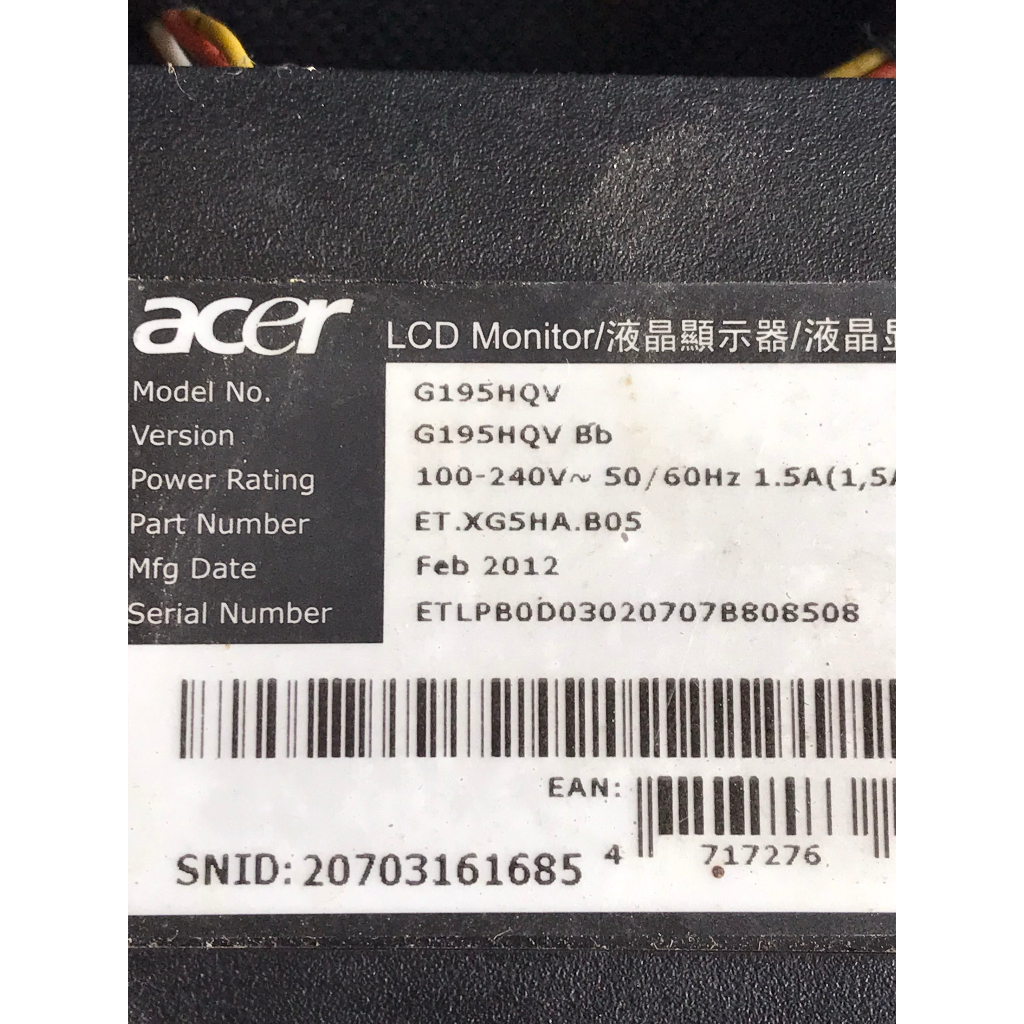 acer LCD Monitor/液晶顯示器/液晶显
Model No. G195HQV
Version G195HQV Bb
Power Rating 100-240V~ 50/60Hz 1.5A(1,5A
Part Number ET.XG5HA.B05
Mfg Date Feb 2012
Serial Number ETLPB0D03020707B808508
EAN:
4 717276
SNID: 20703161685